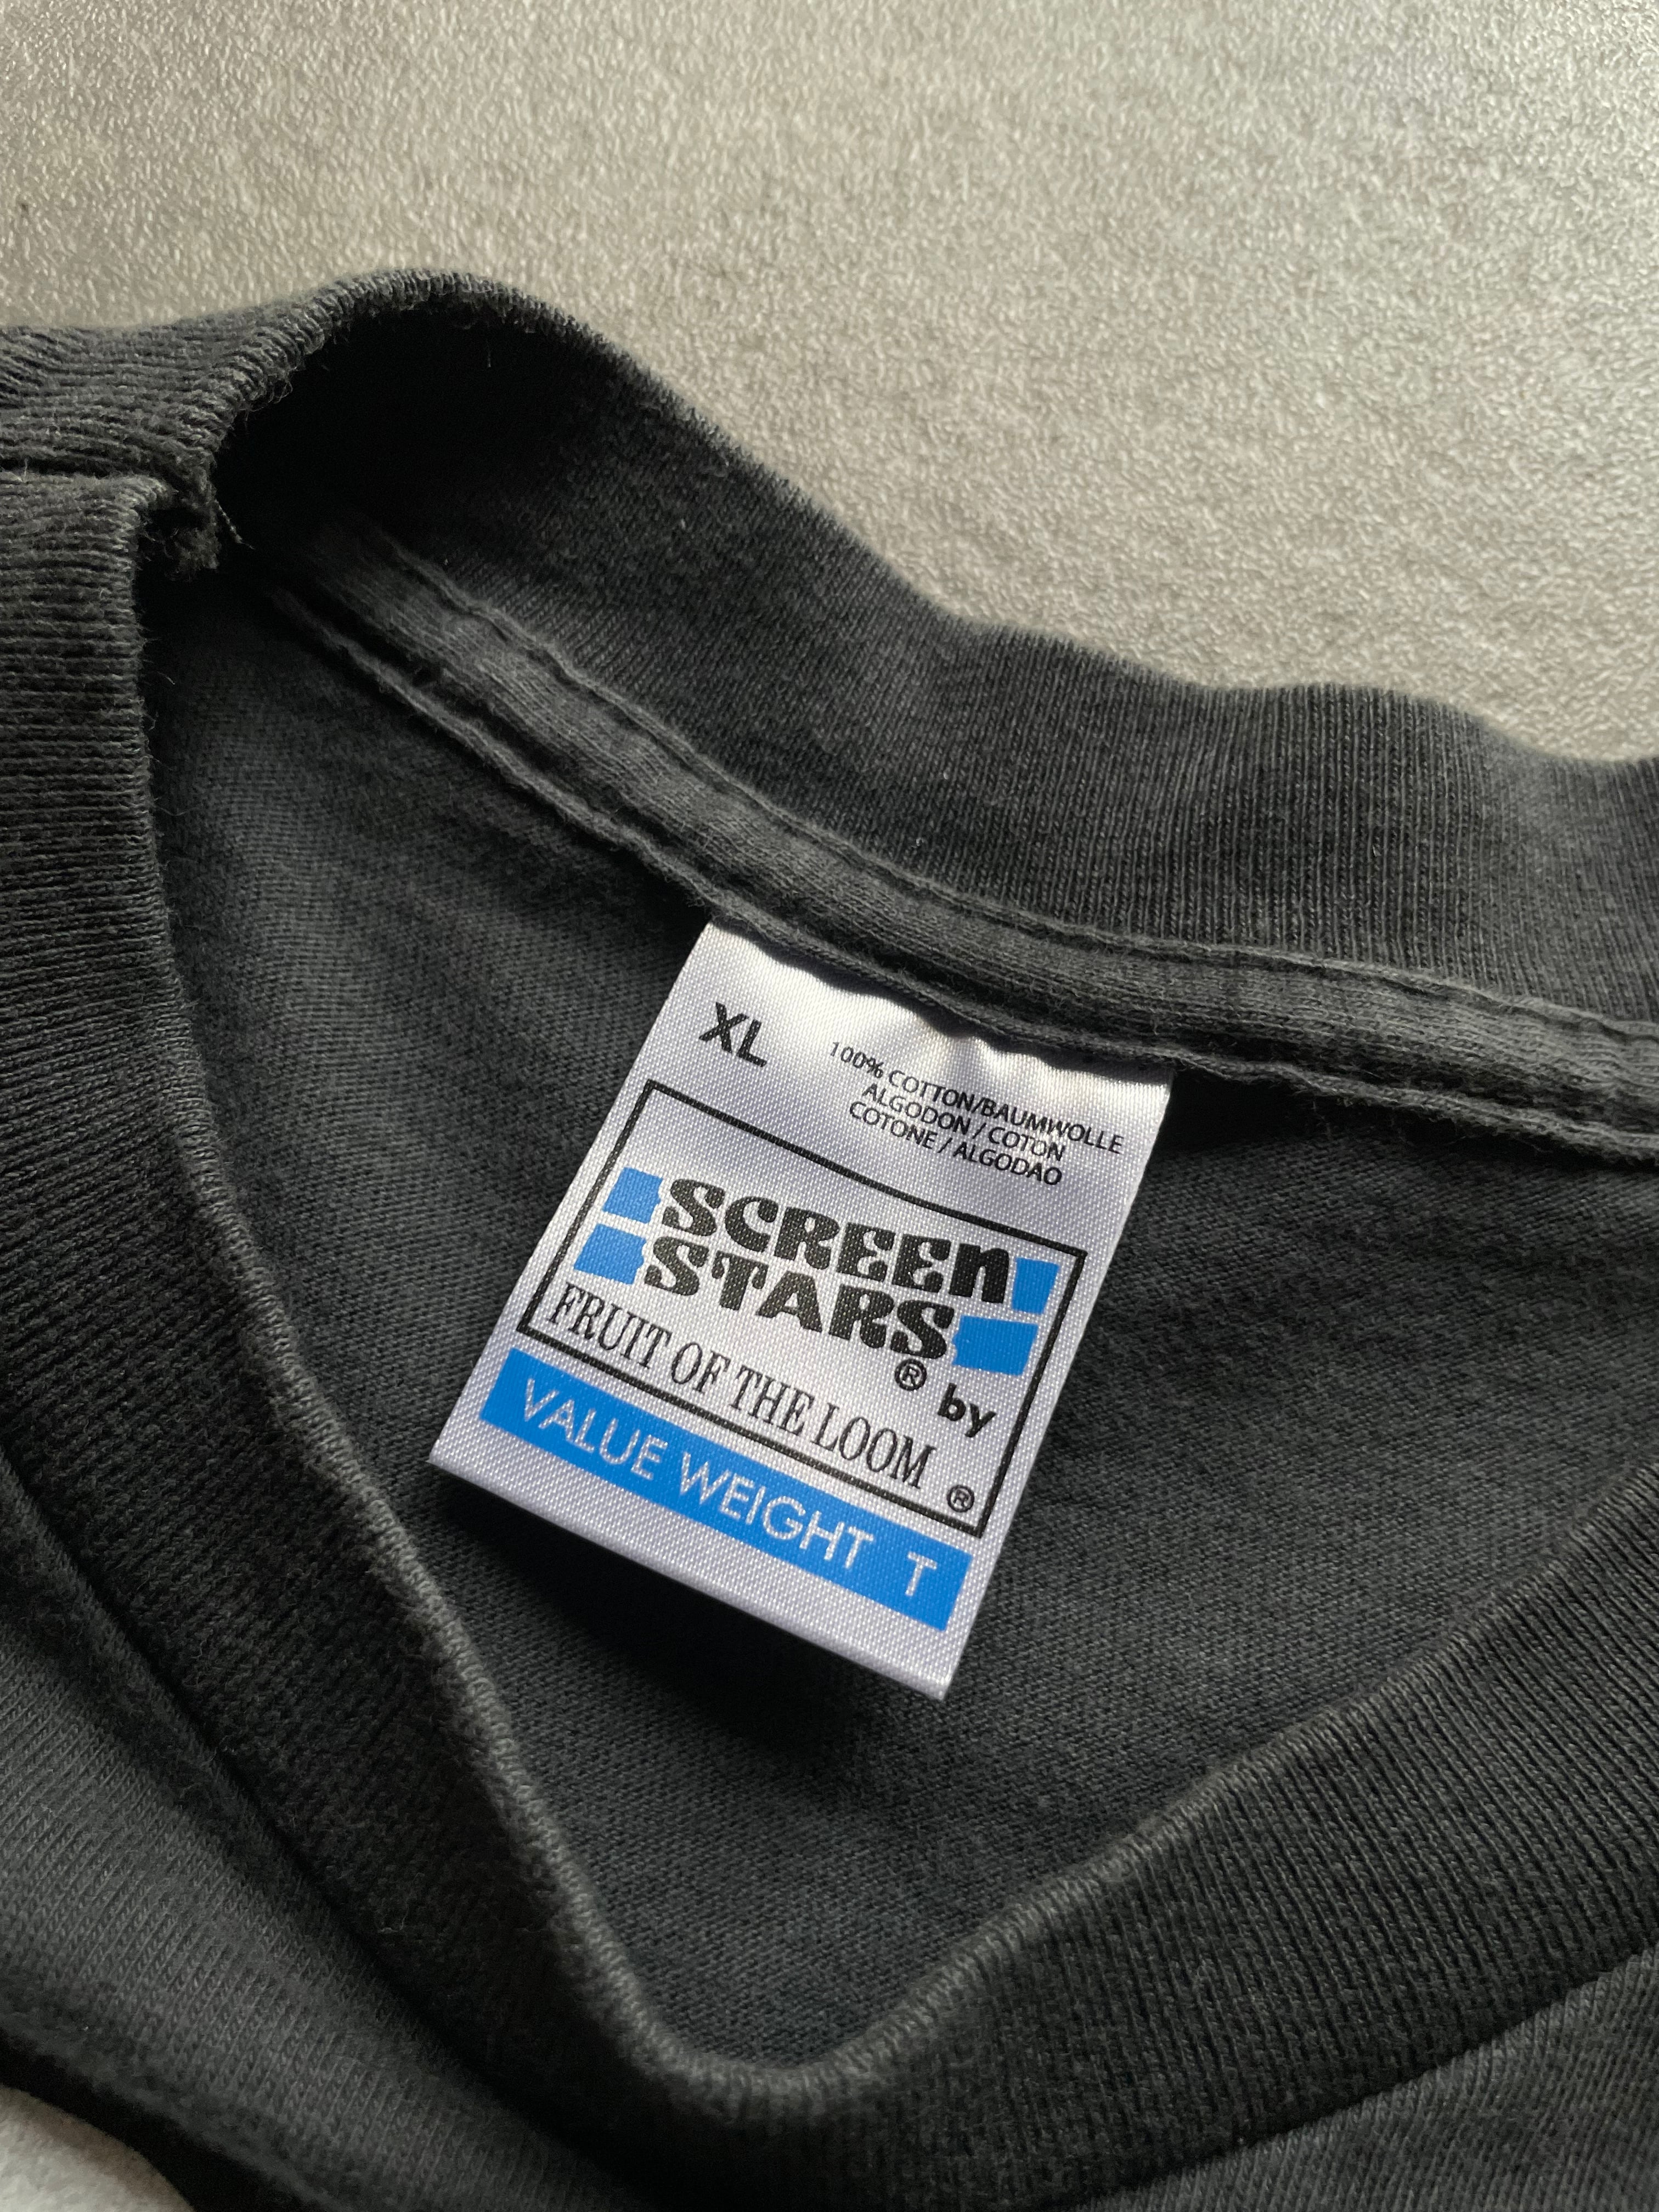 XL
100% COTTON/BAUMWOLLE
ALGODON / COTON
COTONE / ALGODAO
SCREEN
STARS® by
FRUIT OF THE LOOM®
VALUE WEIGHT T